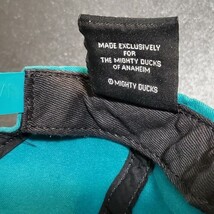 MADE EXCLUSIVELY
FOR
THE MIGHTY DUCKS
OF ANAHEIM
© MIGHTY DUCKS